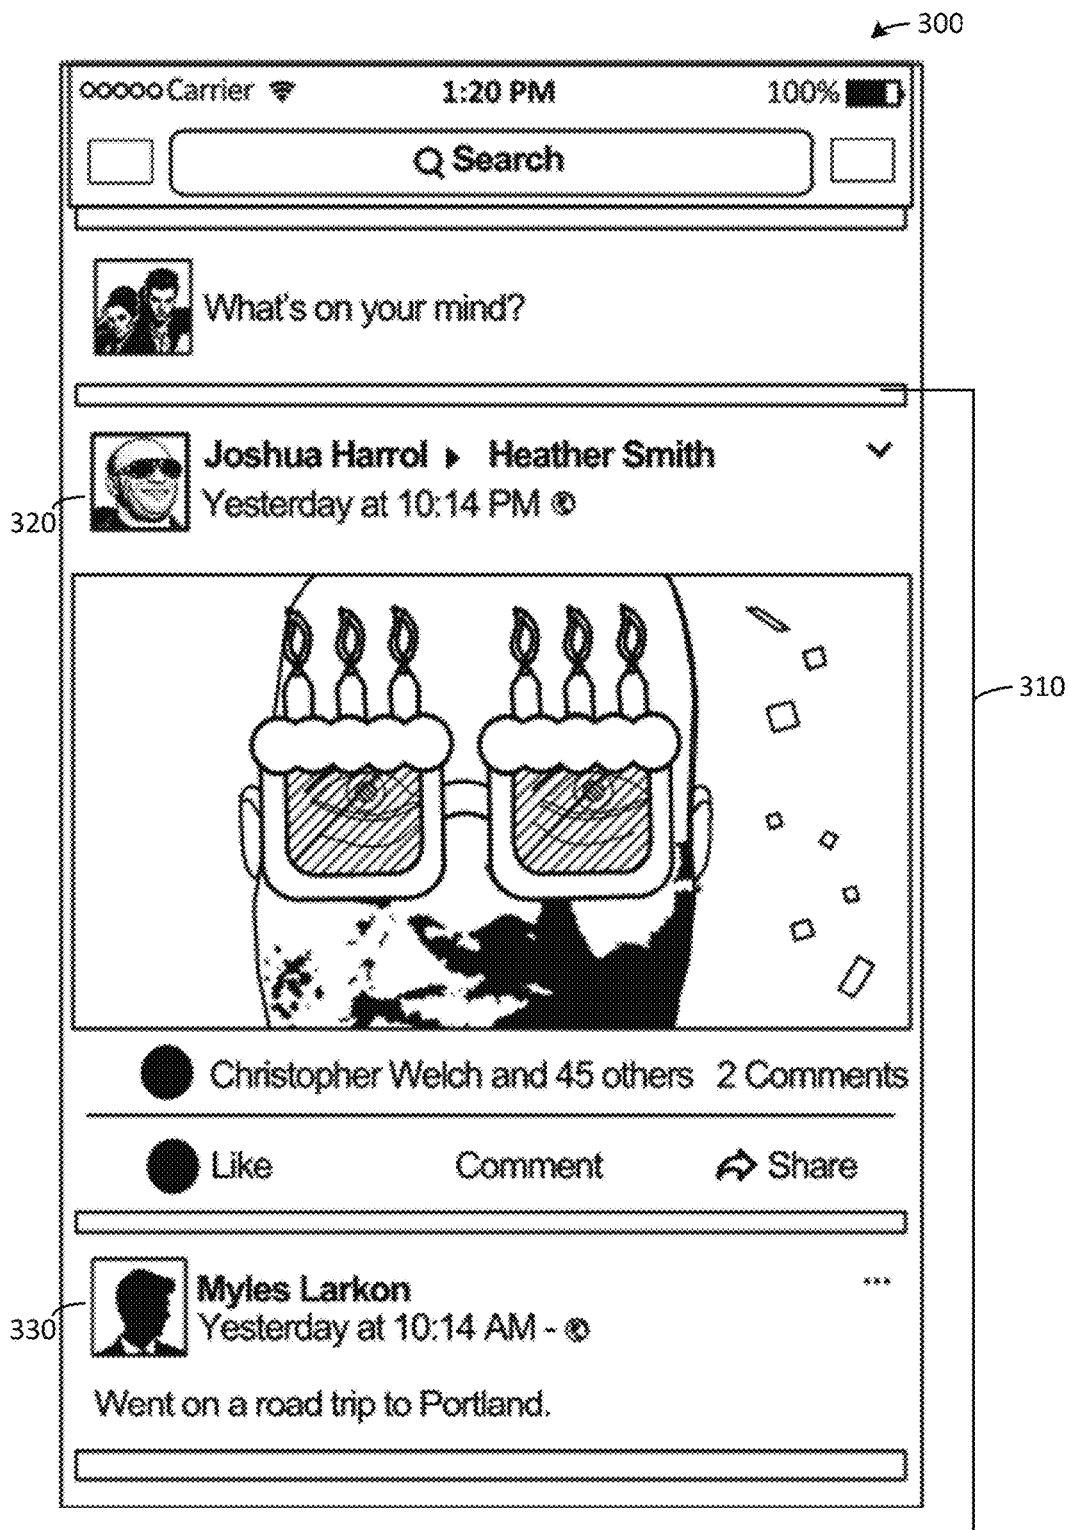 300
Carrier 1:20 PM 100%
Search
What's on your mind?
310
Joshua Harrol Heather Smith
Yesterday at 10:14 PM
320
Christopher Welch and 45 others 2 Comments
Like Comment Share
Myles Larkon ...
Yesterday at 10:14 AM -
330
Went on a road trip to Portland.